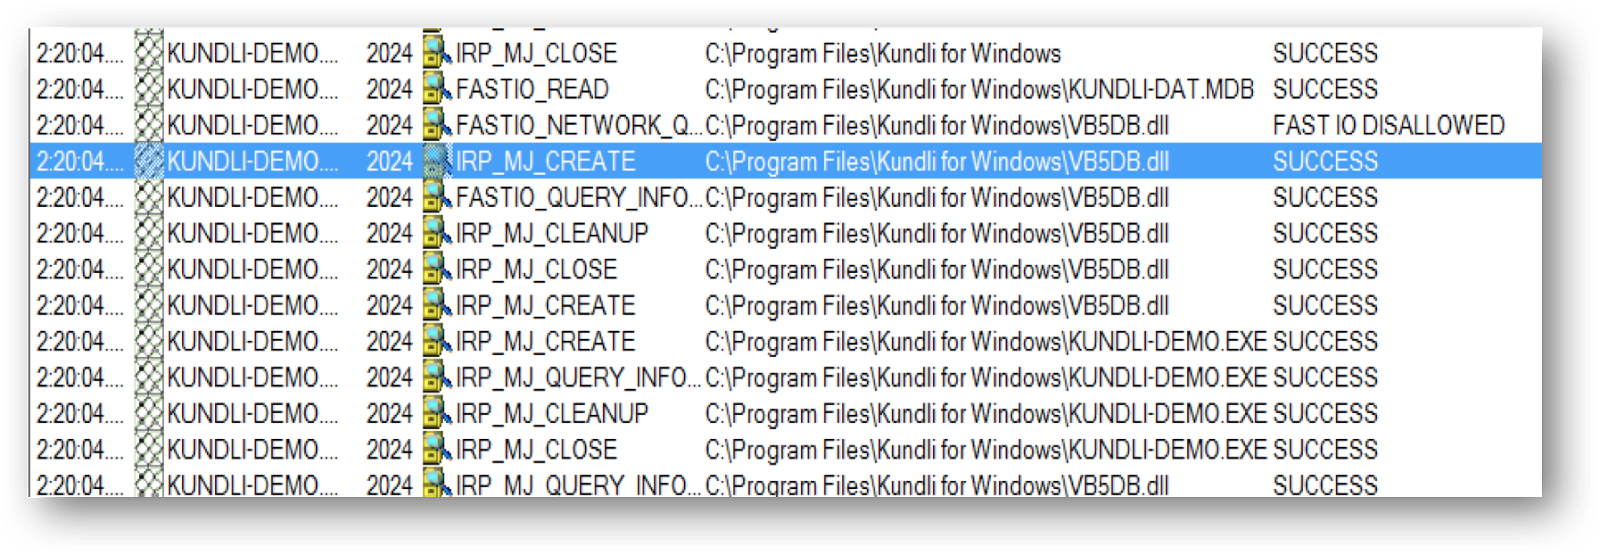 2:20:04.... KUNDLI-DEMO.... 2024 IRP_MJ_CLOSE C:\Program Files\Kundli for Windows SUCCESS
2:20:04.... KUNDLI-DEMO.... 2024 FASTIO_READ C:\Program Files\Kundli for Windows\KUNDLI-DAT.MDB SUCCESS
2:20:04.... KUNDLI-DEMO.... 2024 FASTIO_NETWORK_Q... C:\Program Files\Kundli for Windows\VB5DB.dll FAST IO DISALLOWED
2:20:04.... KUNDLI-DEMO.... 2024 IRP_MJ_CREATE C:\Program Files\Kundli for Windows\VB5DB.dll SUCCESS
2:20:04.... KUNDLI-DEMO.... 2024 FASTIO_QUERY_INFO... C:\Program Files\Kundli for Windows\VB5DB.dll SUCCESS
2:20:04.... KUNDLI-DEMO.... 2024 IRP_MJ_CLEANUP C:\Program Files\Kundli for Windows\VB5DB.dll SUCCESS
2:20:04.... KUNDLI-DEMO.... 2024 IRP_MJ_CLOSE C:\Program Files\Kundli for Windows\VB5DB.dll SUCCESS
2:20:04.... KUNDLI-DEMO.... 2024 IRP_MJ_CREATE C:\Program Files\Kundli for Windows\VB5DB.dll SUCCESS
2:20:04.... KUNDLI-DEMO.... 2024 IRP_MJ_CREATE C:\Program Files\Kundli for Windows\KUNDLI-DEMO.EXE SUCCESS
2:20:04.... KUNDLI-DEMO.... 2024 IRP_MJ_QUERY_INFO... C:\Program Files\Kundli for Windows\KUNDLI-DEMO.EXE SUCCESS
2:20:04.... KUNDLI-DEMO.... 2024 IRP_MJ_CLEANUP C:\Program Files\Kundli for Windows\KUNDLI-DEMO.EXE SUCCESS
2:20:04.... KUNDLI-DEMO.... 2024 IRP_MJ_CLOSE C:\Program Files\Kundli for Windows\KUNDLI-DEMO.EXE SUCCESS
2:20:04.... KUNDLI-DEMO.... 2024 IRP_MJ_QUERY_INFO... C:\Program Files\Kundli for Windows\VB5DB.dll SUCCESS